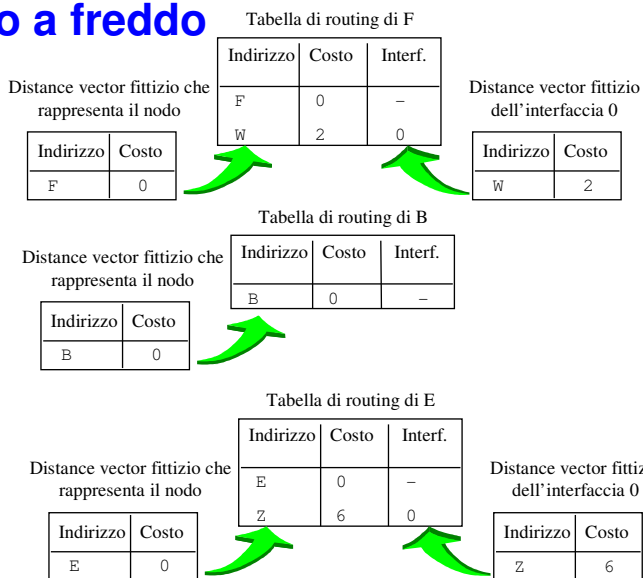 o a freddo
Tabella di routing di F
Indirizzo Costo Interf.
F 0 –
W 2 0
Distance vector fittizio che
rappresenta il nodo
Indirizzo Costo
F 0
Distance vector fittizio
dell'interfaccia 0
Indirizzo Costo
W 2
Tabella di routing di B
Indirizzo Costo Interf.
B 0 –
Distance vector fittizio che
rappresenta il nodo
Indirizzo Costo
B 0
Tabella di routing di E
Indirizzo Costo Interf.
E 0 –
Z 6 0
Distance vector fittizio che
rappresenta il nodo
Indirizzo Costo
E 0
Distance vector fittiz
dell'interfaccia 0
Indirizzo Costo
Z 6